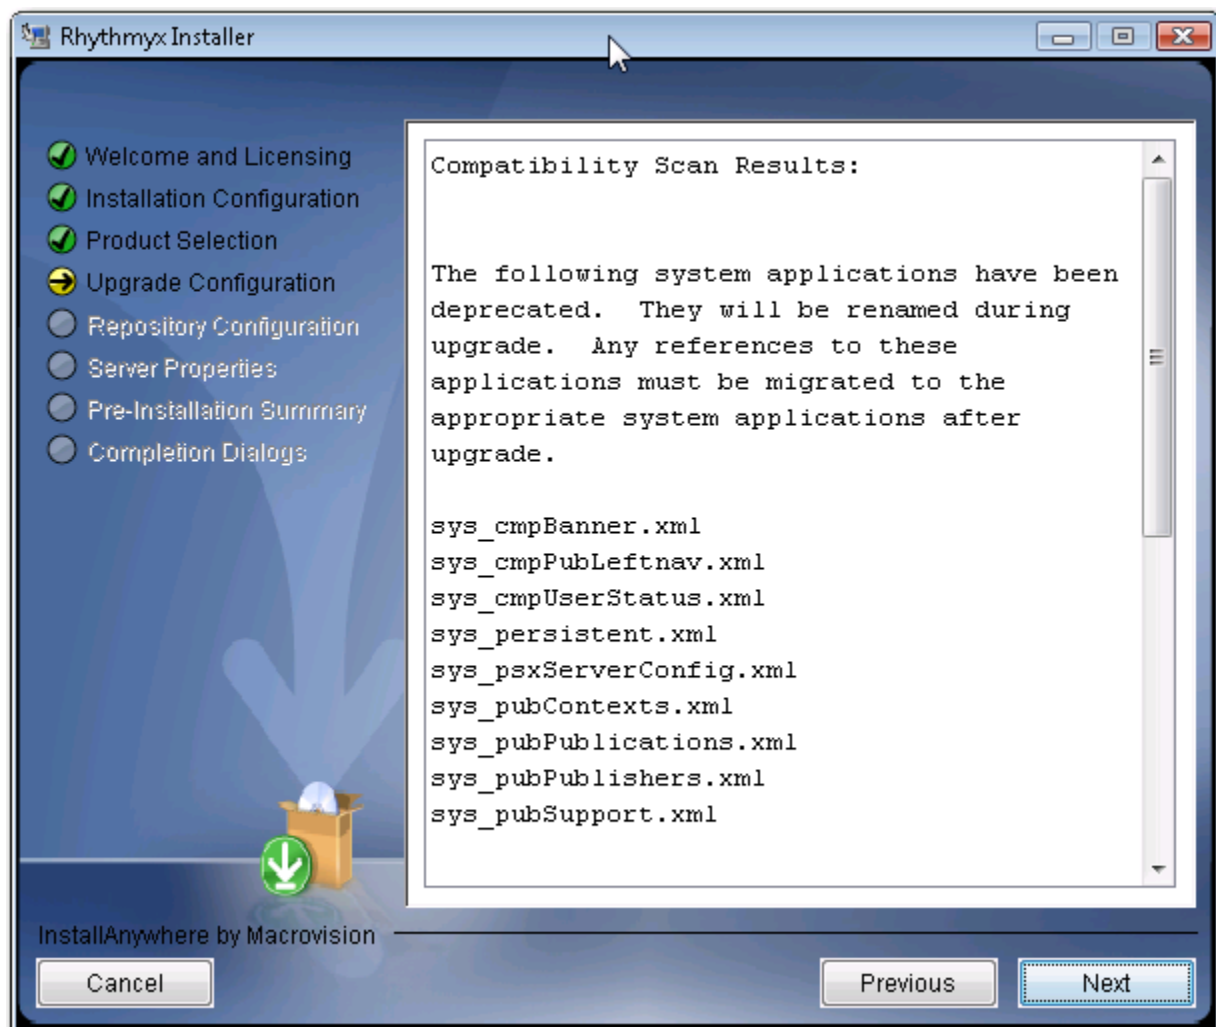 Rhythmyx Installer
Welcome and Licensing
Installation Configuration
Product Selection
Upgrade Configuration
Repository Configuration
Server Properties
Pre-Installation Summary
Completion Dialogs
Compatibility Scan Results:
The following system applications have been
deprecated.  They will be renamed during
upgrade.  Any references to these
applications must be migrated to the
appropriate system applications after
upgrade.
sys_cmpBanner.xml
sys_cmpPubLeftnav.xml
sys_cmpUserStatus.xml
sys_persistent.xml
sys_psxServerConfig.xml
sys_pubContexts.xml
sys_pubPublications.xml
sys_pubPublishers.xml
sys_pubSupport.xml
InstallAnywhere by Macrovision
Cancel
Previous
Next